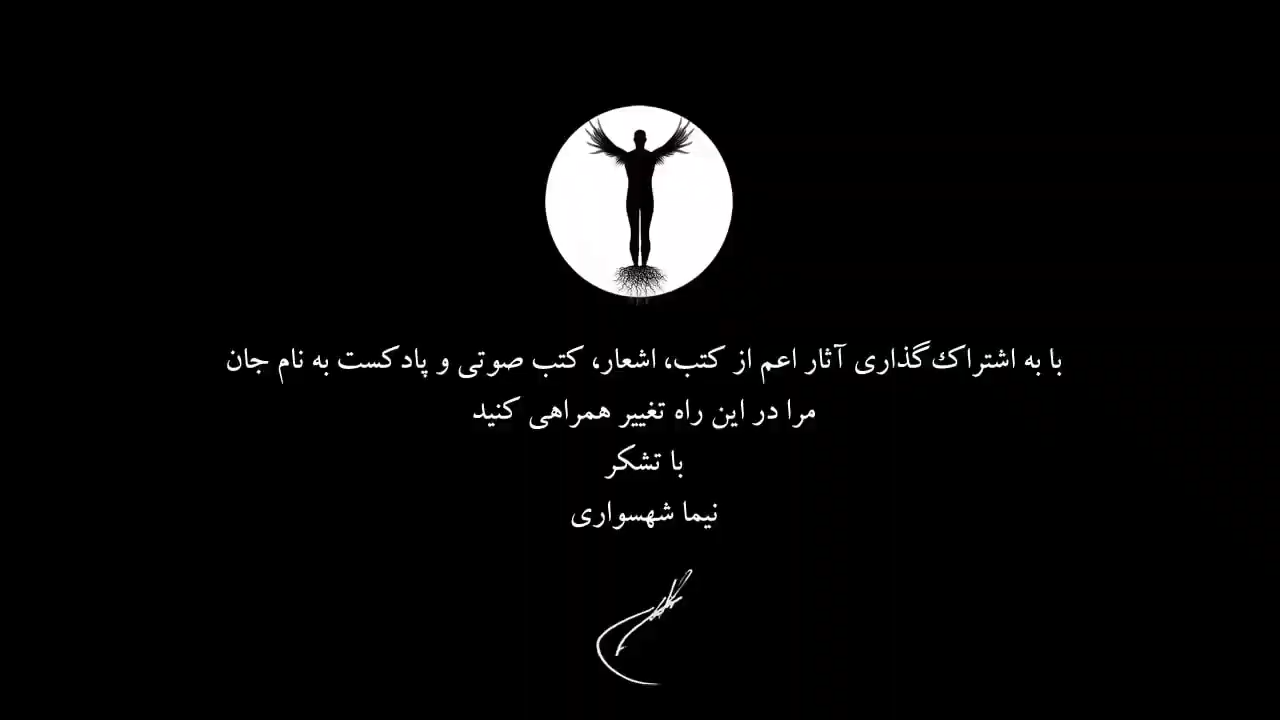 با به اشتراک‌گذاری آثار اعم از کتب، اشعار، کتب صوتی و پادکست به نام جان
مرا در این راه تغییر همراهی کنید
با تشکر
نیما شهسواری